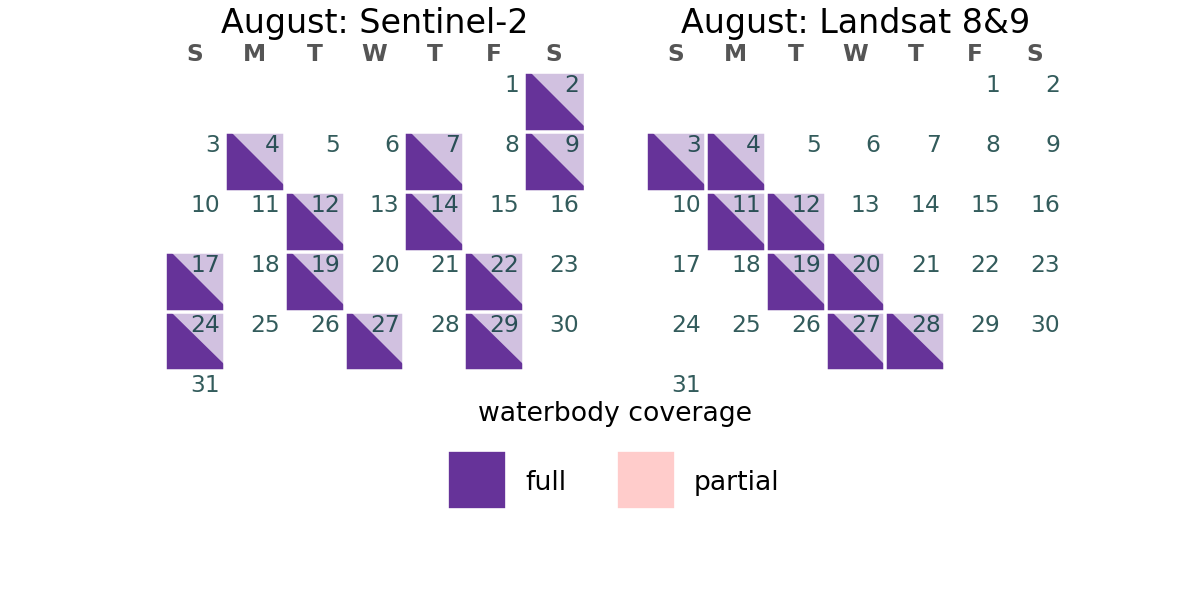 August: Sentinel-2
S M T W T F S
1 2
3 4 5 6 7 8 9
10 11 12 13 14 15 16
17 18 19 20 21 22 23
24 25 26 27 28 29 30
31
August: Landsat 8&9
S M T W T F S
1 2
3 4 5 6 7 8 9
10 11 12 13 14 15 16
17 18 19 20 21 22 23
24 25 26 27 28 29 30
31
waterbody coverage
full partial